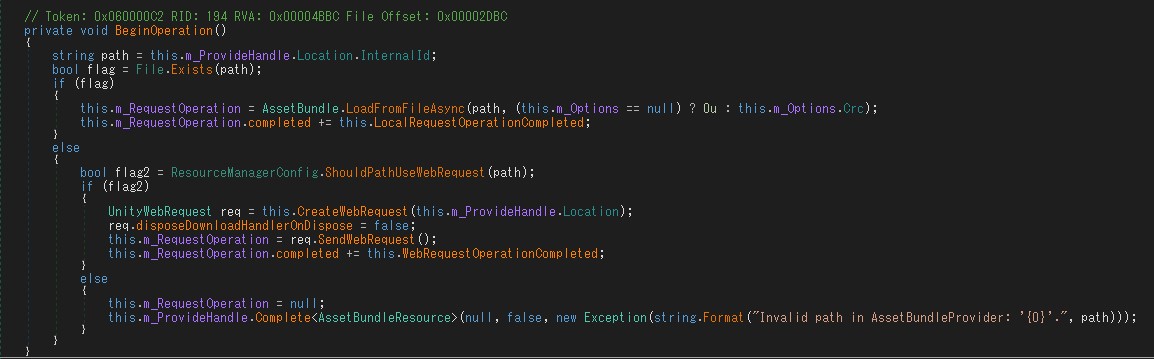 // Token: 0x060000C2 RID: 194 RVA: 0x00004BBC File Offset: 0x00002DBC
private void BeginOperation()
{
    string path = this.m_ProvideHandle.Location.InternalId;
    bool flag = File.Exists(path);
    if (flag)
    {
        this.m_RequestOperation = AssetBundle.LoadFromFileAsync(path, (this.m_Options == null) ? 0u : this.m_Options.Crc);
        this.m_RequestOperation.completed += this.LocalRequestOperationCompleted;
    }
    else
    {
        bool flag2 = ResourceManagerConfig.ShouldPathUseWebRequest(path);
        if (flag2)
        {
            UnityWebRequest req = this.CreateWebRequest(this.m_ProvideHandle.Location);
            req.disposeDownloadHandlerOnDispose = false;
            this.m_RequestOperation = req.SendWebRequest();
            this.m_RequestOperation.completed += this.WebRequestOperationCompleted;
        }
        else
        {
            this.m_RequestOperation = null;
            this.m_ProvideHandle.Complete<AssetBundleResource>(null, false, new Exception(string.Format("Invalid path in AssetBundleProvider: '{0}'.", path)));
        }
    }
}